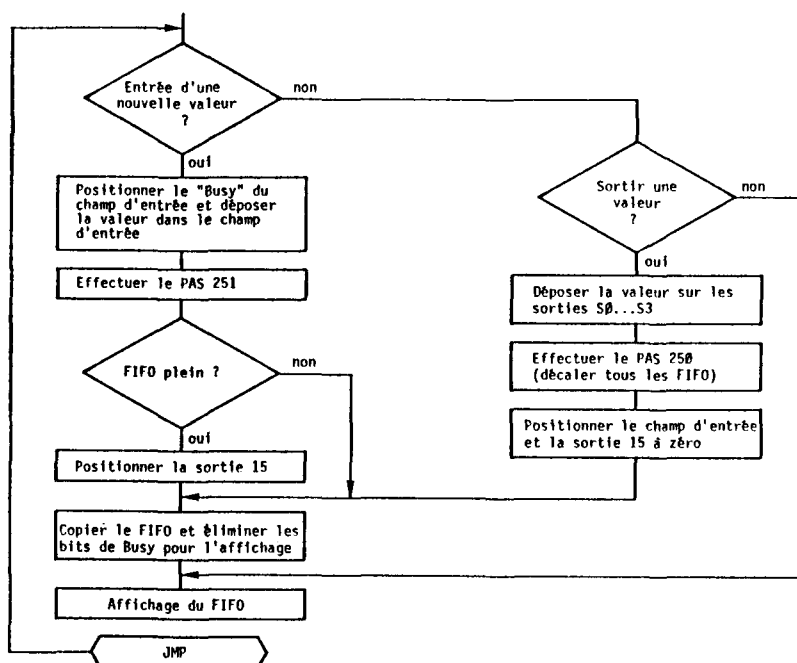 Entrée d'une
nouvelle valeur
?
non
oui
Positionner le "Busy" du
champ d'entrée et déposer
la valeur dans le champ
d'entrée
Effectuer le PAS 251
FIFO plein ?
non
oui
Positionner la sortie 15
Copier le FIFO et éliminer les
bits de Busy pour l'affichage
Affichage du FIFO
JMP
Sortir une
valeur
?
non
oui
Déposer la valeur sur les
sorties SØ...S3
Effectuer le PAS 25Ø
(décaler tous les FIFO)
Positionner le champ d'entrée
et la sortie 15 à zéro